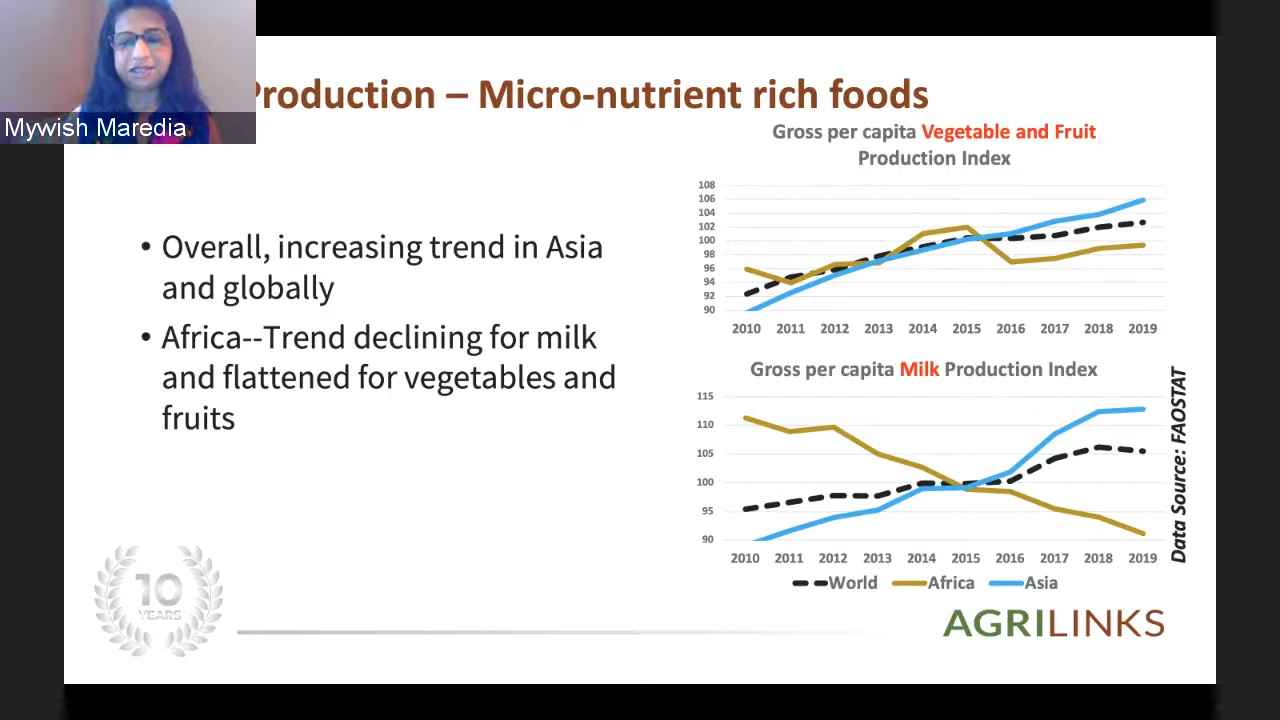 Mywish Maredia
Production – Micro-nutrient rich foods
• Overall, increasing trend in Asia
and globally
• Africa--Trend declining for milk
and flattened for vegetables and
fruits
Gross per capita Vegetable and Fruit
Production Index
108
106
104
102
100
98
96
94
92
90
2010 2011 2012 2013 2014 2015 2016 2017 2018 2019
Gross per capita Milk Production Index
115
110
105
100
95
90
2010 2011 2012 2013 2014 2015 2016 2017 2018 2019
World Africa Asia
Data Source: FAOSTAT
10
YEARS
AGRILINKS